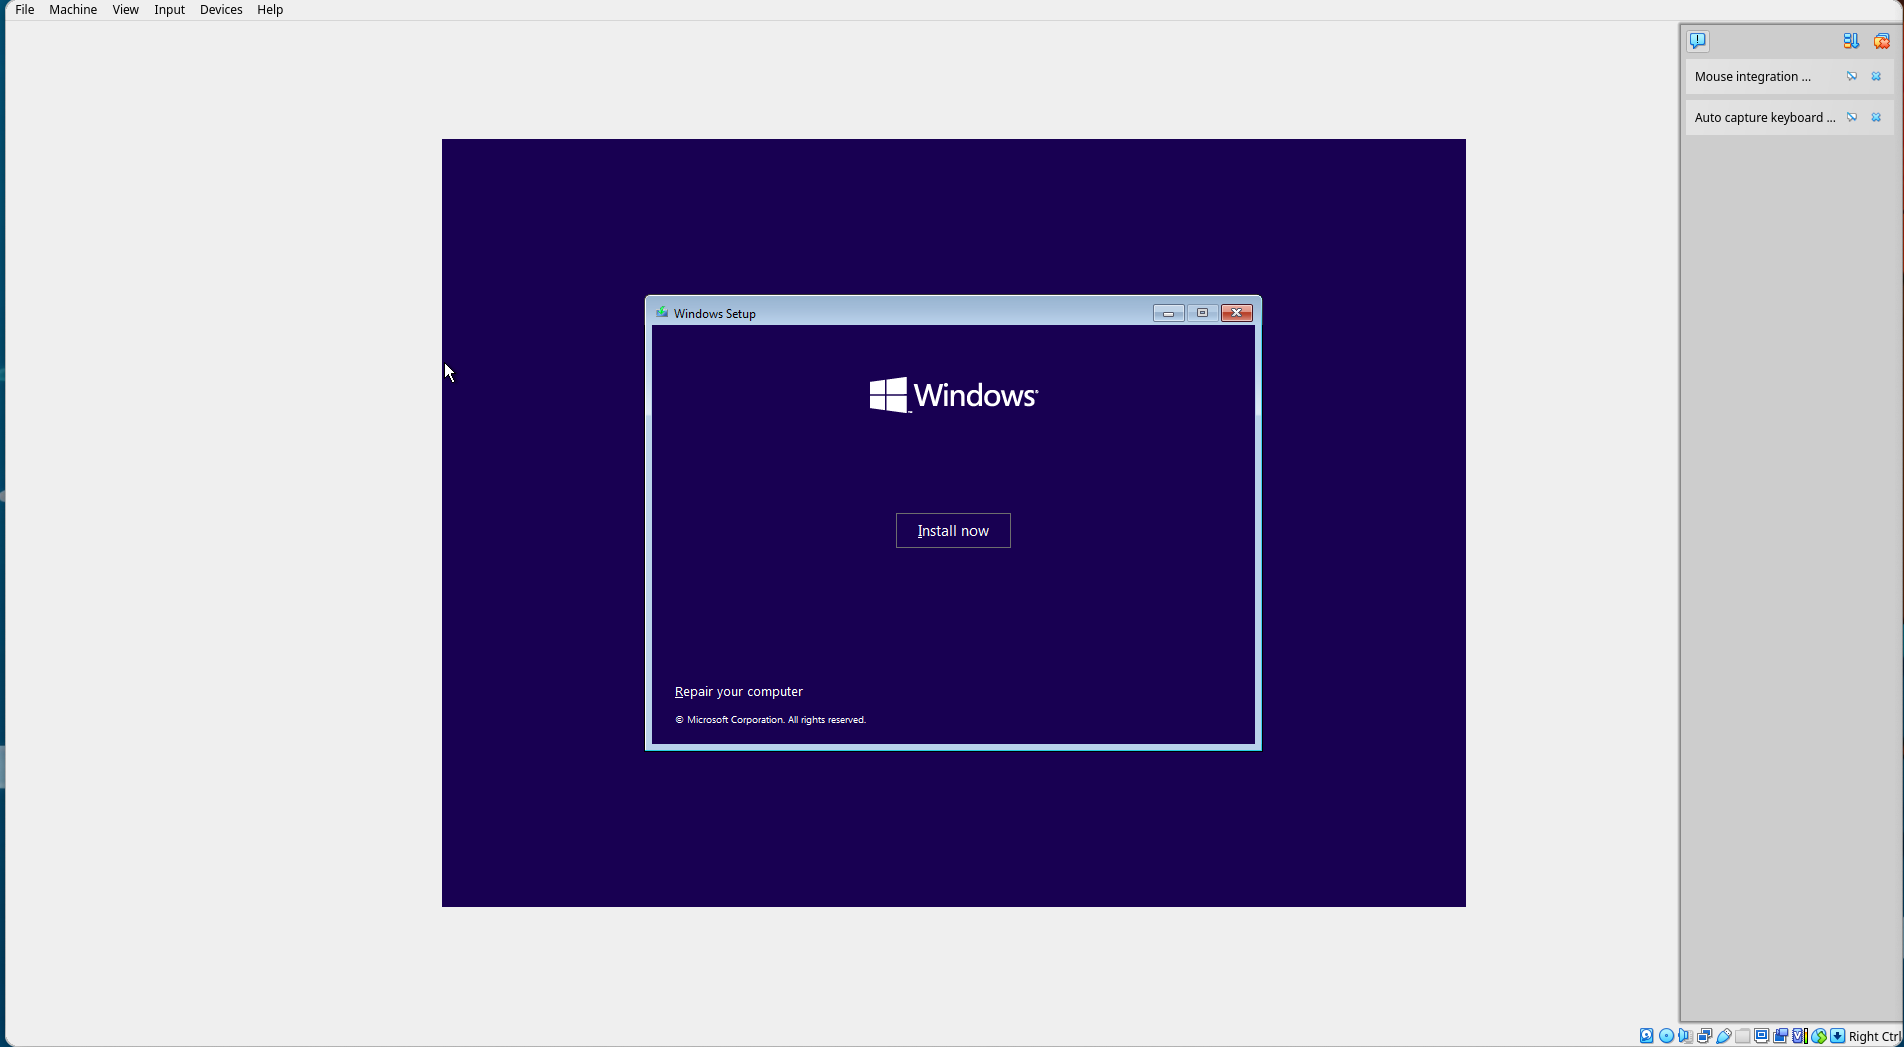 File Machine View Input Devices Help
Mouse integration ...
Auto capture keyboard ...
Windows Setup
Windows
Install now
Repair your computer
© Microsoft Corporation. All rights reserved.
Right Ctrl